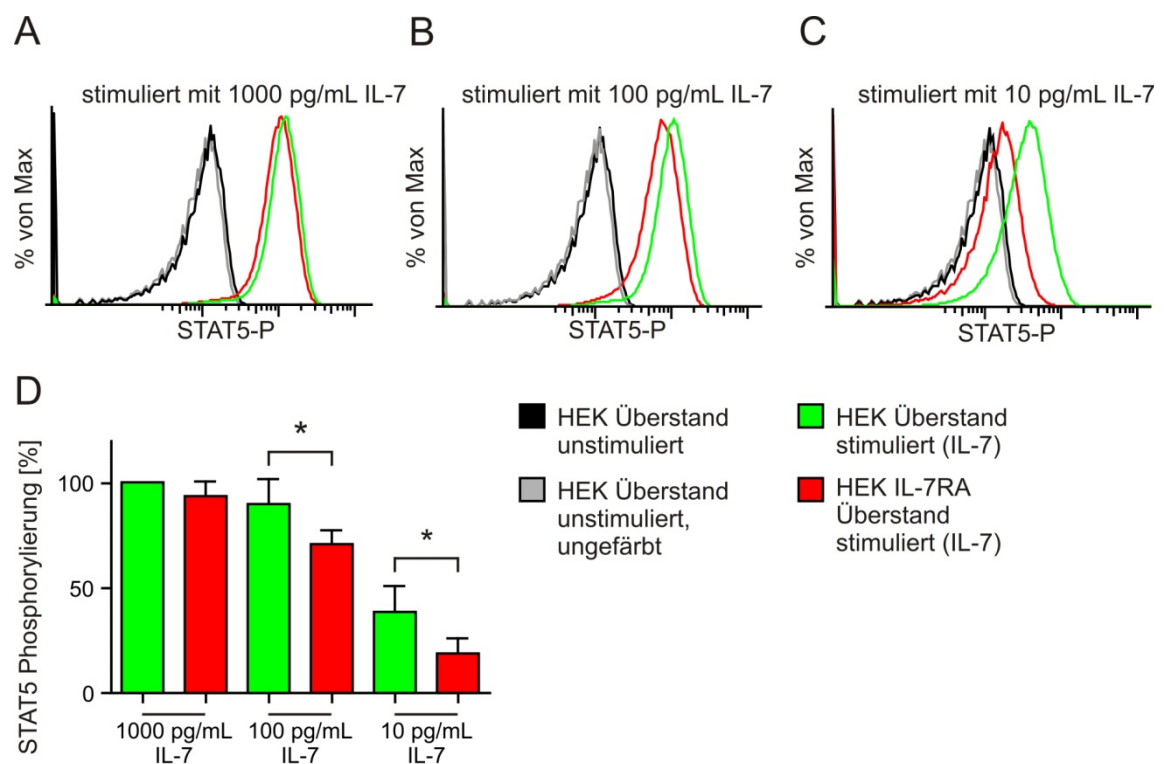 A
stimuliert mit 1000 pg/mL IL-7
% von Max
STAT5-P
B
stimuliert mit 100 pg/mL IL-7
% von Max
STAT5-P
C
stimuliert mit 10 pg/mL IL-7
% von Max
STAT5-P
D
STAT5 Phosphorylierung [%]
100
50
0
*
*
1000 pg/mL
IL-7
100 pg/mL
IL-7
10 pg/mL
IL-7
HEK Überstand
unstimuliert
HEK Überstand
unstimuliert,
ungefärbt
HEK Überstand
stimuliert (IL-7)
HEK IL-7RA
Überstand
stimuliert (IL-7)